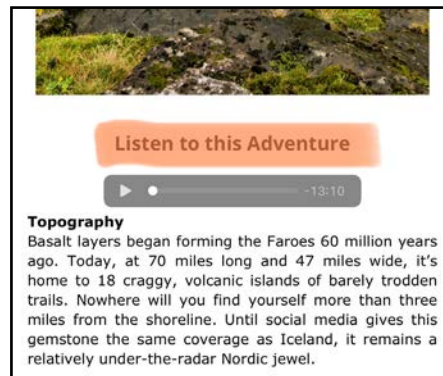 Listen to this Adventure
-13:10
Topography
Basalt layers began forming the Faroes 60 million years
ago. Today, at 70 miles long and 47 miles wide, it's
home to 18 craggy, volcanic islands of barely trodden
trails. Nowhere will you find yourself more than three
miles from the shoreline. Until social media gives this
gemstone the same coverage as Iceland, it remains a
relatively under-the-radar Nordic jewel.